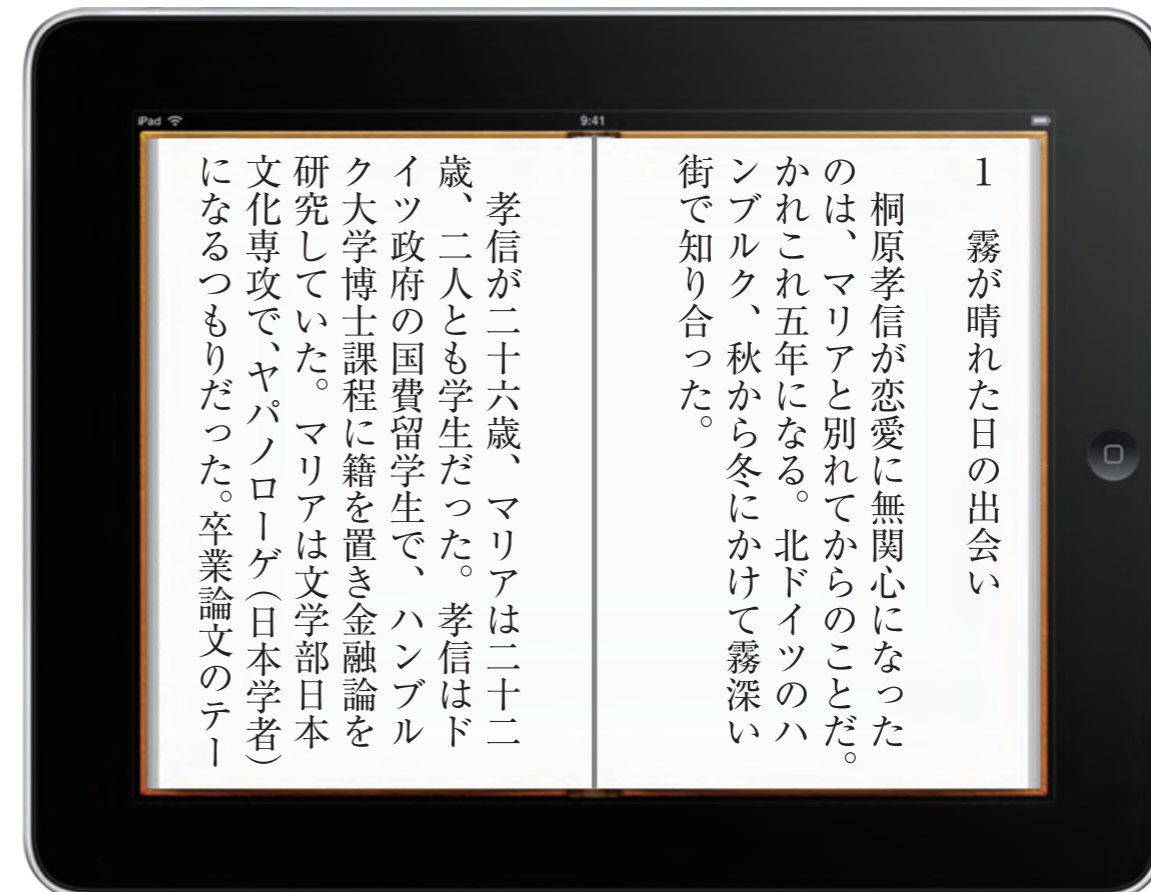 iPad
9:41
1 霧が晴れた日の出会い
桐原孝信が恋愛に無関心になった
のは、マリアと別れてからのことだ。
かれこれ五年になる。北ドイツのハ
ンブルク、秋から冬にかけて霧深い
街で知り合った。
孝信が二十六歳、マリアは二十二
歳、二人とも学生だった。孝信はド
イツ政府の国費留学生で、ハンブル
ク大学博士課程に籍を置き金融論を
研究していた。マリアは文学部日本
文化専攻で、ヤパノローゲ(日本学者)
になるつもりだった。卒業論文のテー